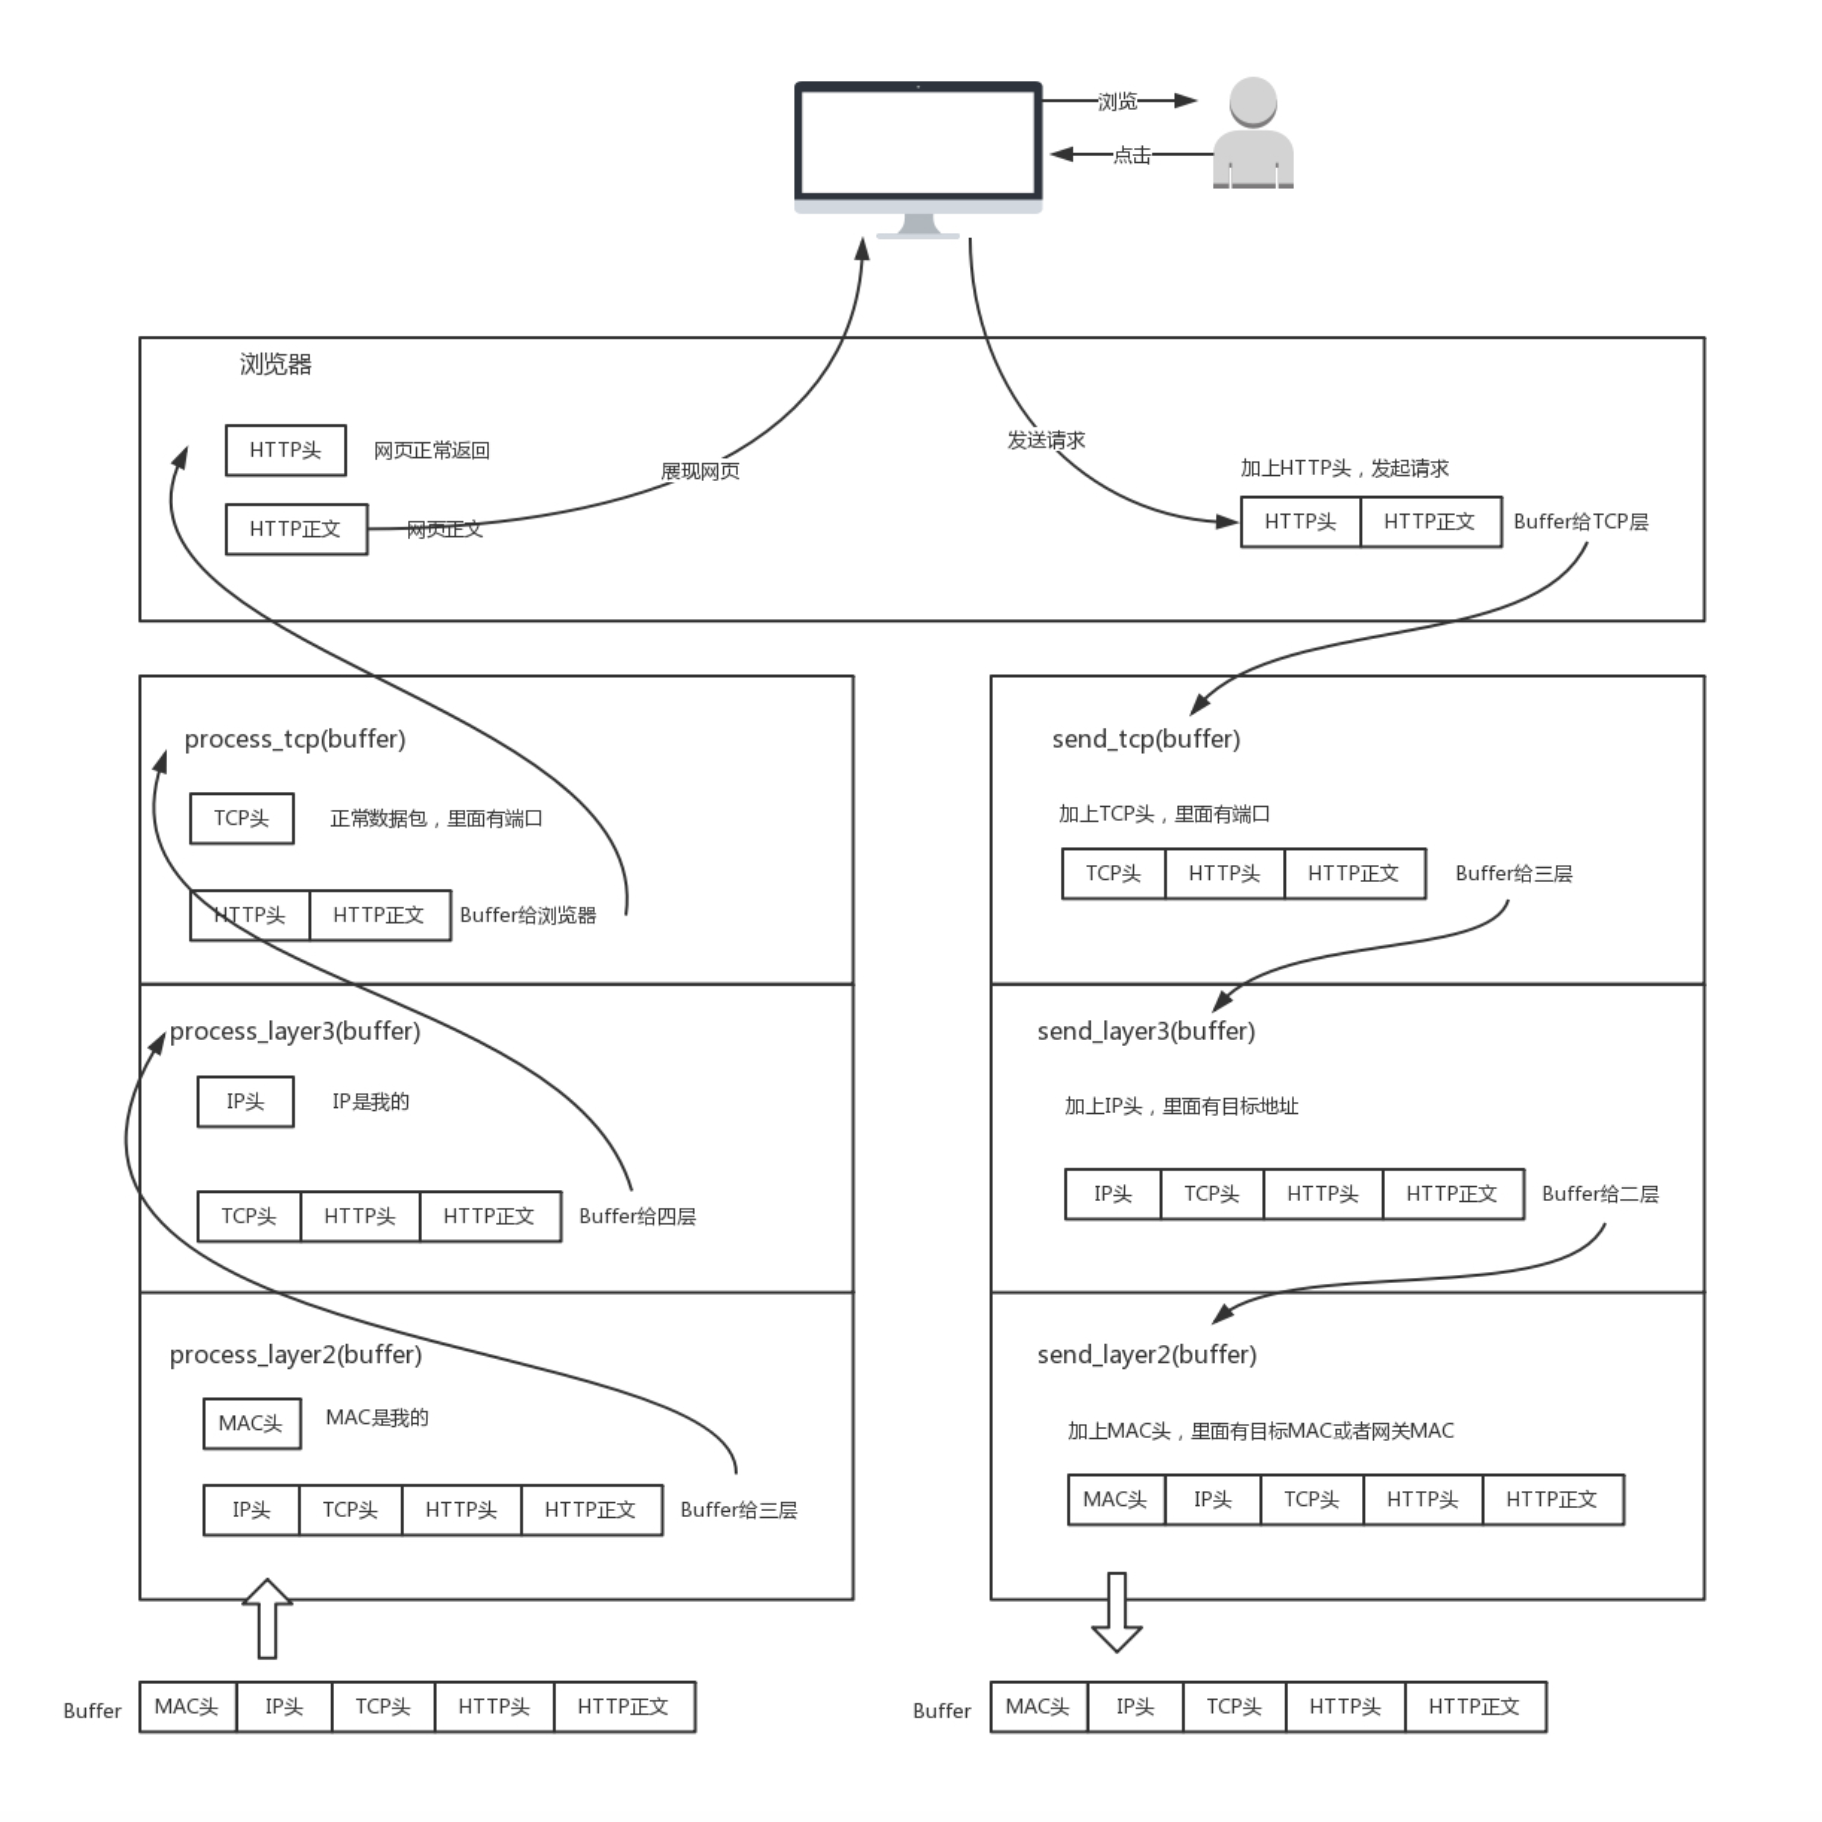 浏览
点击
浏览器
HTTP头 网页正常返回
展现网页
HTTP正文 网页正文
发送请求
加上HTTP头，发起请求
HTTP头 HTTP正文 Buffer给TCP层
process_tcp(buffer)
TCP头 正常数据包，里面有端口
HTTP头 HTTP正文 Buffer给浏览器
process_layer3(buffer)
IP头 IP是我的
TCP头 HTTP头 HTTP正文 Buffer给四层
process_layer2(buffer)
MAC头 MAC是我的
IP头 TCP头 HTTP头 HTTP正文 Buffer给三层
Buffer MAC头 IP头 TCP头 HTTP头 HTTP正文
send_tcp(buffer)
加上TCP头，里面有端口
TCP头 HTTP头 HTTP正文 Buffer给三层
send_layer3(buffer)
加上IP头，里面有目标地址
IP头 TCP头 HTTP头 HTTP正文 Buffer给二层
send_layer2(buffer)
加上MAC头，里面有目标MAC或者网关MAC
MAC头 IP头 TCP头 HTTP头 HTTP正文
Buffer MAC头 IP头 TCP头 HTTP头 HTTP正文